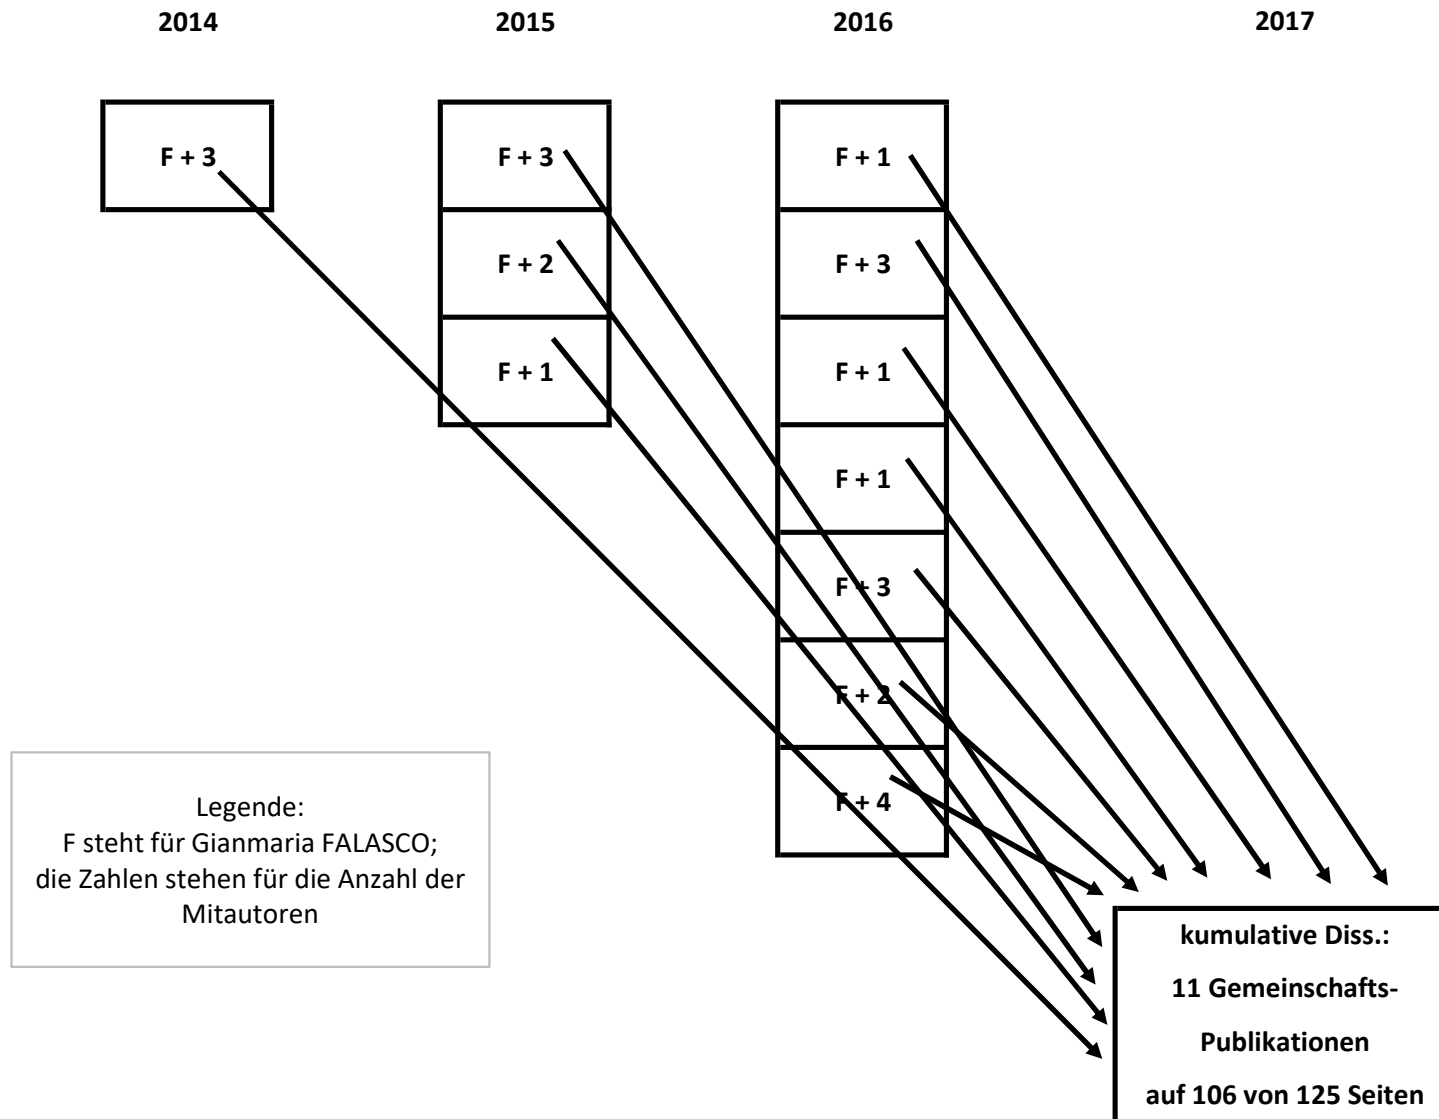 2014
2015
2016
2017
F + 3
F + 3
F + 2
F + 1
F + 1
F + 3
F + 1
F + 1
F + 3
F + 2
F + 4
Legende:
F steht für Gianmaria FALASCO;
die Zahlen stehen für die Anzahl der
Mitautoren
kumulative Diss.:
11 Gemeinschafts-
Publikationen
auf 106 von 125 Seiten